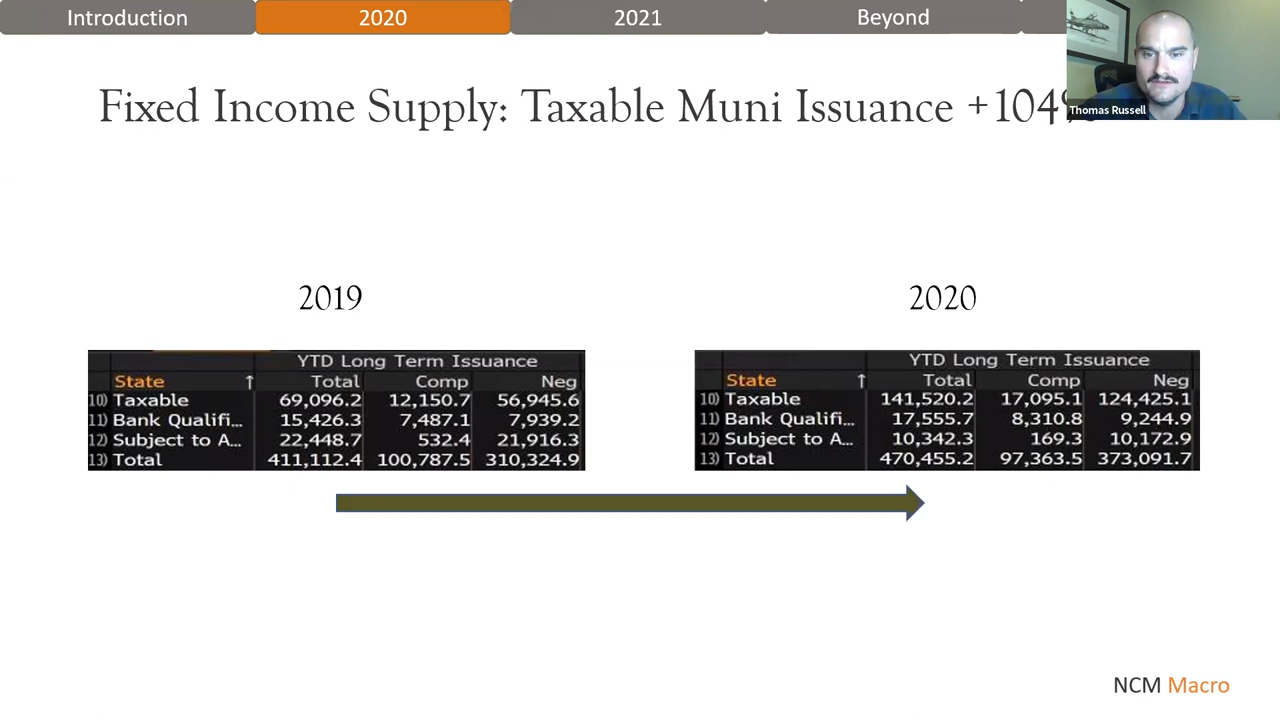 Introduction 2020 2021 Beyond
Fixed Income Supply: Taxable Muni Issuance +104%
Thomas Russell
2019 2020
YTD Long Term Issuance
State ↑ Total Comp Neg
10) Taxable 69,096.2 12,150.7 56,945.6
11) Bank Qualifi... 15,426.3 7,487.1 7,939.2
12) Subject to A... 22,448.7 532.4 21,916.3
13) Total 411,112.4 100,787.5 310,324.9
YTD Long Term Issuance
State ↑ Total Comp Neg
10) Taxable 141,520.2 17,095.1 124,425.1
11) Bank Qualifi... 17,555.7 8,310.8 9,244.9
12) Subject to A... 10,342.3 169.3 10,172.9
13) Total 470,455.2 97,363.5 373,091.7
NCM Macro